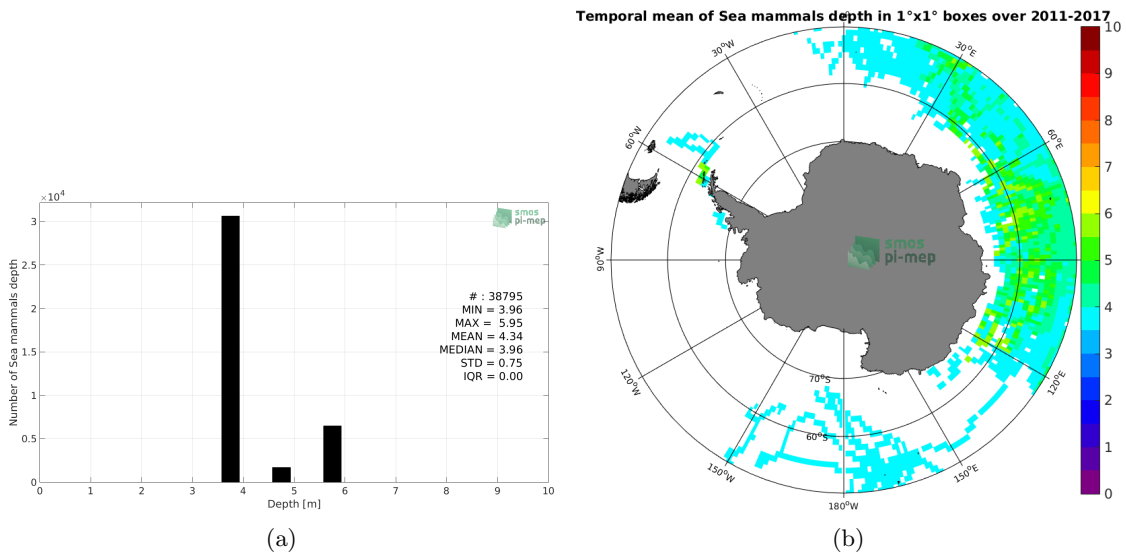 Temporal mean of Sea mammals depth in 1°x1° boxes over 2011-2017
×10⁴
3
2.5
2
1.5
1
0.5
0
Number of Sea mammals depth
smos
pi-mep
# : 38795
MIN = 3.96
MAX = 5.95
MEAN = 4.34
MEDIAN = 3.96
STD = 0.75
IQR = 0.00
0 1 2 3 4 5 6 7 8 9 10
Depth [m]
(a)
0°
30°W
30°E
60°W
60°E
90°W
120°W
120°E
150°W
150°E
180°W
70°S
60°S
smos
pi-mep
10
9
8
7
6
5
4
3
2
1
0
(b)